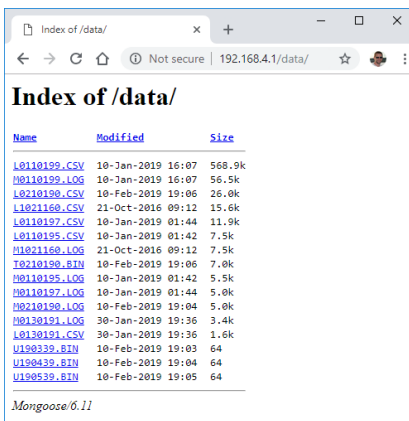 Index of /data/
Not secure | 192.168.4.1/data/
Index of /data/
Name Modified Size
L0110199.CSV 10-Jan-2019 16:07 568.9k
M0110199.LOG 10-Jan-2019 16:07 56.5k
L0210190.CSV 10-Feb-2019 19:06 26.0k
L1021160.CSV 21-Oct-2016 09:12 15.6k
L0110197.CSV 10-Jan-2019 01:44 11.9k
L0110195.CSV 10-Jan-2019 01:42 7.5k
M1021160.LOG 21-Oct-2016 09:12 7.5k
T0210190.BIN 10-Feb-2019 19:06 7.0k
M0110195.LOG 10-Jan-2019 01:42 5.5k
M0110197.LOG 10-Jan-2019 01:44 5.0k
M0210190.LOG 10-Feb-2019 19:04 5.0k
M0130191.LOG 30-Jan-2019 19:36 3.4k
L0130191.CSV 30-Jan-2019 19:36 1.6k
U190339.BIN 10-Feb-2019 19:03 64
U190439.BIN 10-Feb-2019 19:04 64
U190539.BIN 10-Feb-2019 19:05 64
Mongoose/6.11